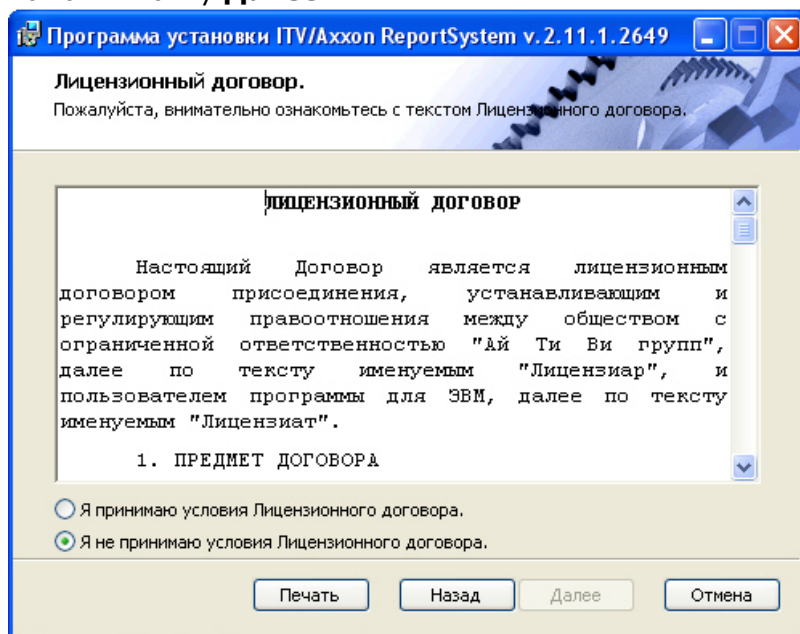 Программа установки ITV/Axxon ReportSystem v.2.11.1.2649
Лицензионный договор.
Пожалуйста, внимательно ознакомьтесь с текстом Лицензионного договора.
ЛИЦЕНЗИОННЫЙ ДОГОВОР
Настоящий Договор является лицензионным
договором присоединения, устанавливающим и
регулирующим правоотношения между обществом с
ограниченной ответственностью "Ай Ти Ви групп",
далее по тексту именуемым "Лицензиар", и
пользователем программы для ЭВМ, далее по тексту
именуемым "Лицензиат".
1. ПРЕДМЕТ ДОГОВОРА
Я принимаю условия Лицензионного договора.
Я не принимаю условия Лицензионного договора.
Печать Назад Далее Отмена